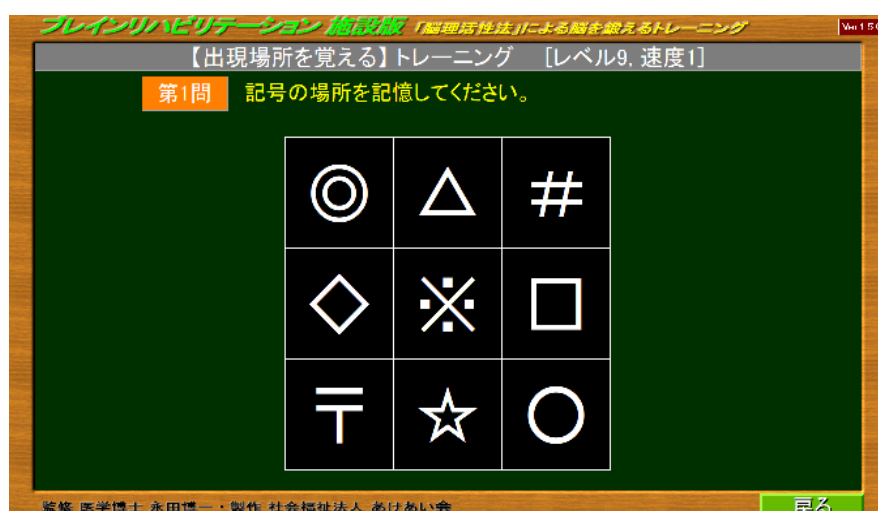 ブレインリハビリテーション 施設版 「脳理活性法」による脳を鍛えるトレーニング Ver1.5
【出現場所を覚える】トレーニング [レベル9, 速度1]
第1問 記号の場所を記憶してください。
◎ △ #
◇ ※ □
〒 ☆ ○
監修 医学博士 永田博一・製作 社会福祉法人 あけあい会
戻る